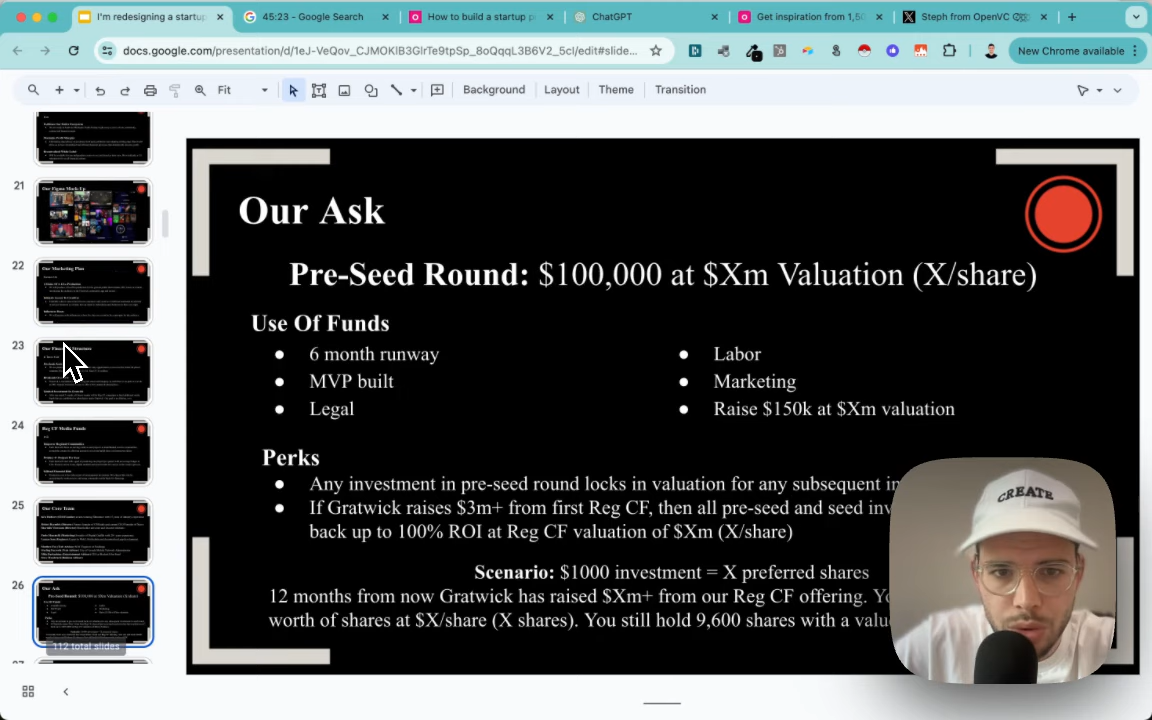 I'm redesigning a startup
45:23 - Google Search
How to build a startup p
ChatGPT
Get inspiration from 1,50
Steph from OpenVC
docs.google.com/presentation/d/1eJ-VeQov_CJMOKIB3GlrTe9tpSp_8oQqqL3B6V2_5cI/edit#slide...
New Chrome available
Fit
Background
Layout
Theme
Transition
21
Our Figma Mock Up
22
Our Marketing Plan
23
24
Reg CF Media Funds
25
Our Core Team
26
Our Ask
112 total slides
Our Ask
Pre-Seed Round: $100,000 at $Xm Valuation (X/share)
Use Of Funds
● 6 month runway
● MVP built
● Legal
● Labor
● Marketing
● Raise $150k at $Xm valuation
Perks
● Any investment in pre-seed round locks in valuation for any subsequent
● If Gratwick raises $3m+ from first Reg CF, then all pre-seed and seed
back up to 100% ROI at Reg CF valuation of $Xm (X/share)
Scenario: $1000 investment = X preferred shares
12 months from now Gratwick has raised $Xm+ from our Reg CF offering.
worth of shares at $X/share (X shares). You still hold 9,600 shares with a
CREATE